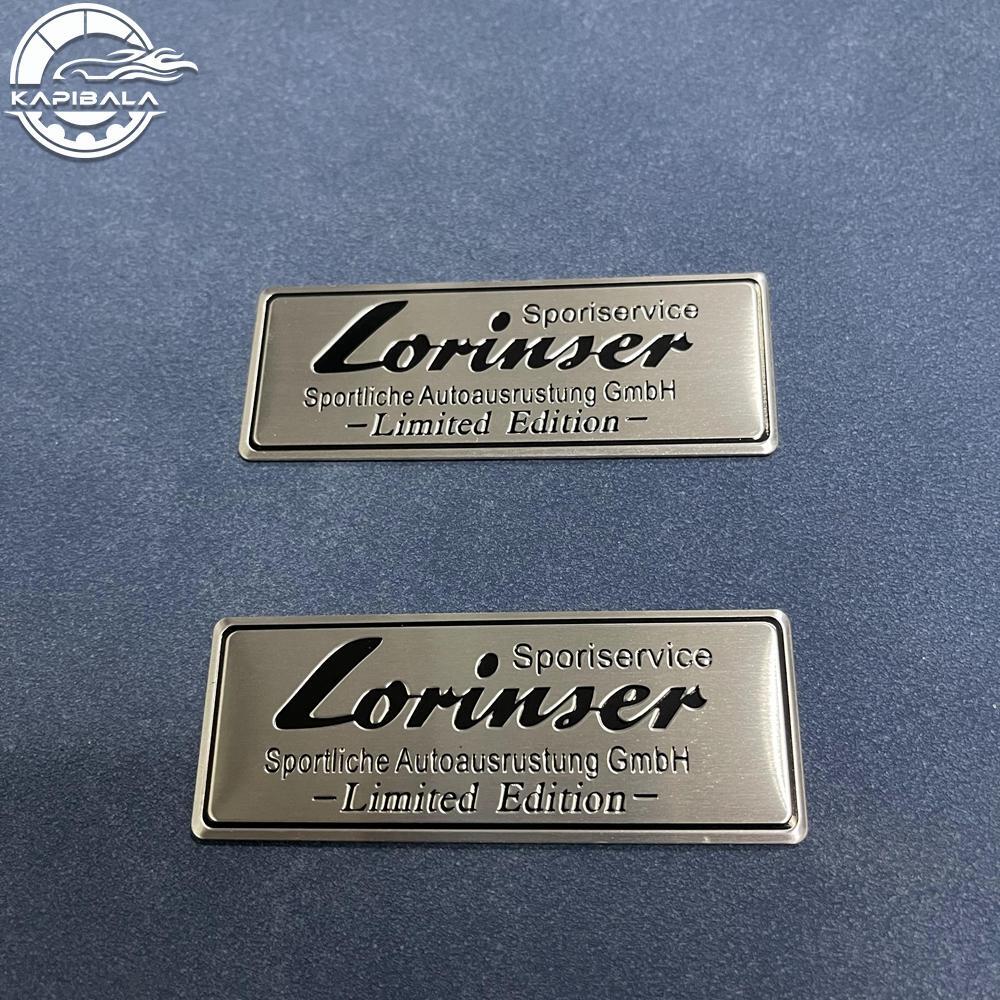 KAPIBALA
Sporiservice
Lorinser
Sportliche Autoausrustung GmbH
-Limited Edition-
Sporiservice
Lorinser
Sportliche Autoausrustung GmbH
-Limited Edition-